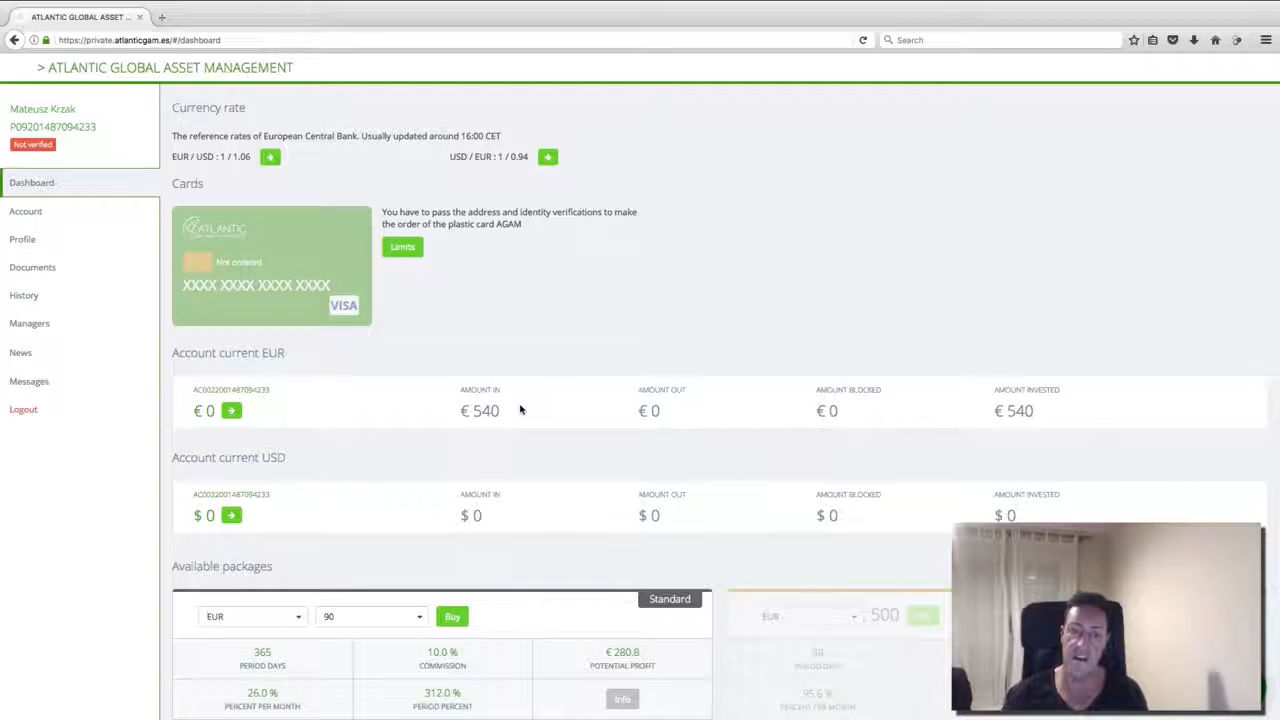 ATLANTIC GLOBAL ASSET ...
https://private.atlanticgam.es/#/dashboard
Search
> ATLANTIC GLOBAL ASSET MANAGEMENT
Mateusz Krzak
P09201487094233
Not verified
Dashboard
Account
Profile
Documents
History
Managers
News
Messages
Logout
Currency rate
The reference rates of European Central Bank. Usually updated around 16:00 CET
EUR / USD : 1 / 1.06
USD / EUR : 1 / 0.94
Cards
ATLANTIC
Not ordered
XXXX XXXX XXXX XXXX
VISA
You have to pass the address and identity verifications to make
the order of the plastic card AGAM
Limits
Account current EUR
AC0022001487094233 AMOUNT IN AMOUNT OUT AMOUNT BLOCKED AMOUNT INVESTED
€ 0 € 540 € 0 € 0 € 540
Account current USD
AC0022001487094233 AMOUNT IN AMOUNT OUT AMOUNT BLOCKED AMOUNT INVESTED
$ 0 $ 0 $ 0 $ 0 $ 0
Available packages
Standard
EUR 90 Buy
365 10.0 % € 280.8
PERIOD DAYS COMMISSION POTENTIAL PROFIT
26.0 % 312.0 % Info
PERCENT PER MONTH PERIOD PERCENT
EUR 500
48
PERIOD DAYS
95.6 %
PERCENT PER MONTH